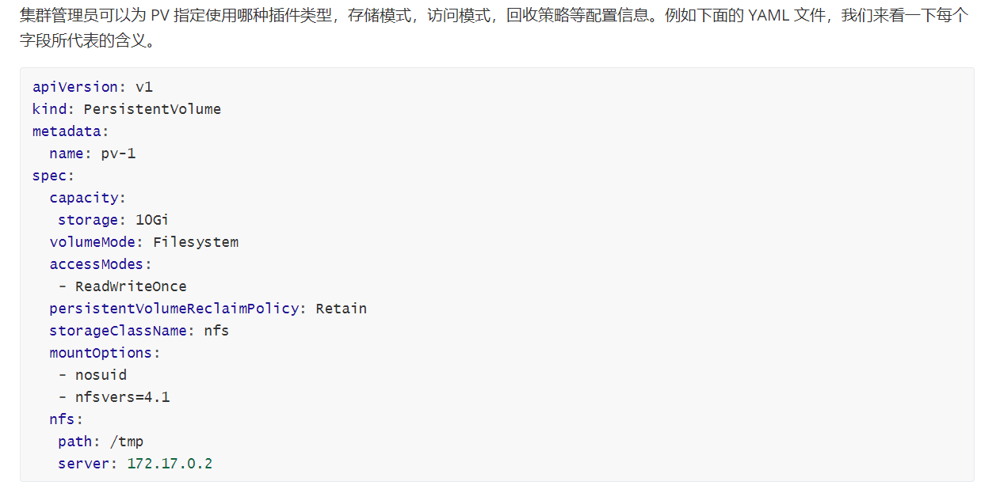 集群管理员可以为 PV 指定使用哪种插件类型，存储模式，访问模式，回收策略等配置信息。例如下面的 YAML 文件，我们来看一下每个
字段所代表的含义。
apiVersion: v1
kind: PersistentVolume
metadata:
  name: pv-1
spec:
  capacity:
   storage: 10Gi
  volumeMode: Filesystem
  accessModes:
   - ReadWriteOnce
  persistentVolumeReclaimPolicy: Retain
  storageClassName: nfs
  mountOptions:
   - nosuid
   - nfsvers=4.1
  nfs:
   path: /tmp
   server: 172.17.0.2